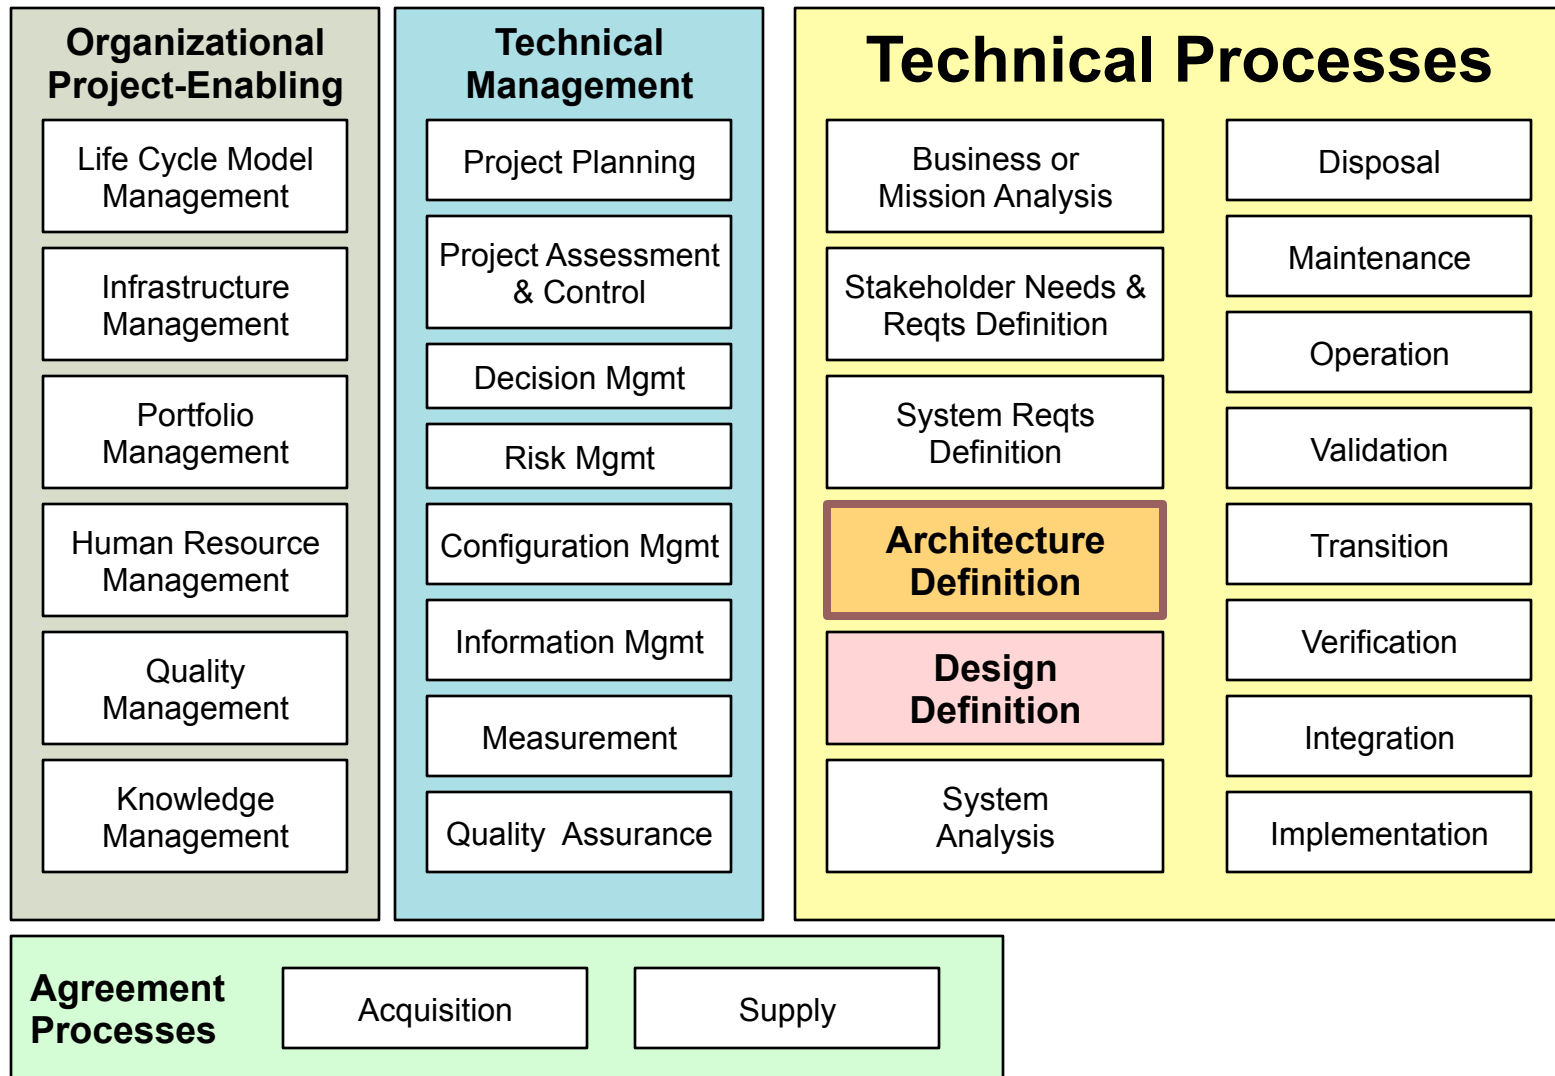 Organizational
Project-Enabling
Life Cycle Model
Management
Infrastructure
Management
Portfolio
Management
Human Resource
Management
Quality
Management
Knowledge
Management
Technical
Management
Project Planning
Project Assessment
& Control
Decision Mgmt
Risk Mgmt
Configuration Mgmt
Information Mgmt
Measurement
Quality  Assurance
Technical Processes
Business or
Mission Analysis
Stakeholder Needs &
Reqts Definition
System Reqts
Definition
Architecture
Definition
Design
Definition
System
Analysis
Disposal
Maintenance
Operation
Validation
Transition
Verification
Integration
Implementation
Agreement
Processes
Acquisition
Supply